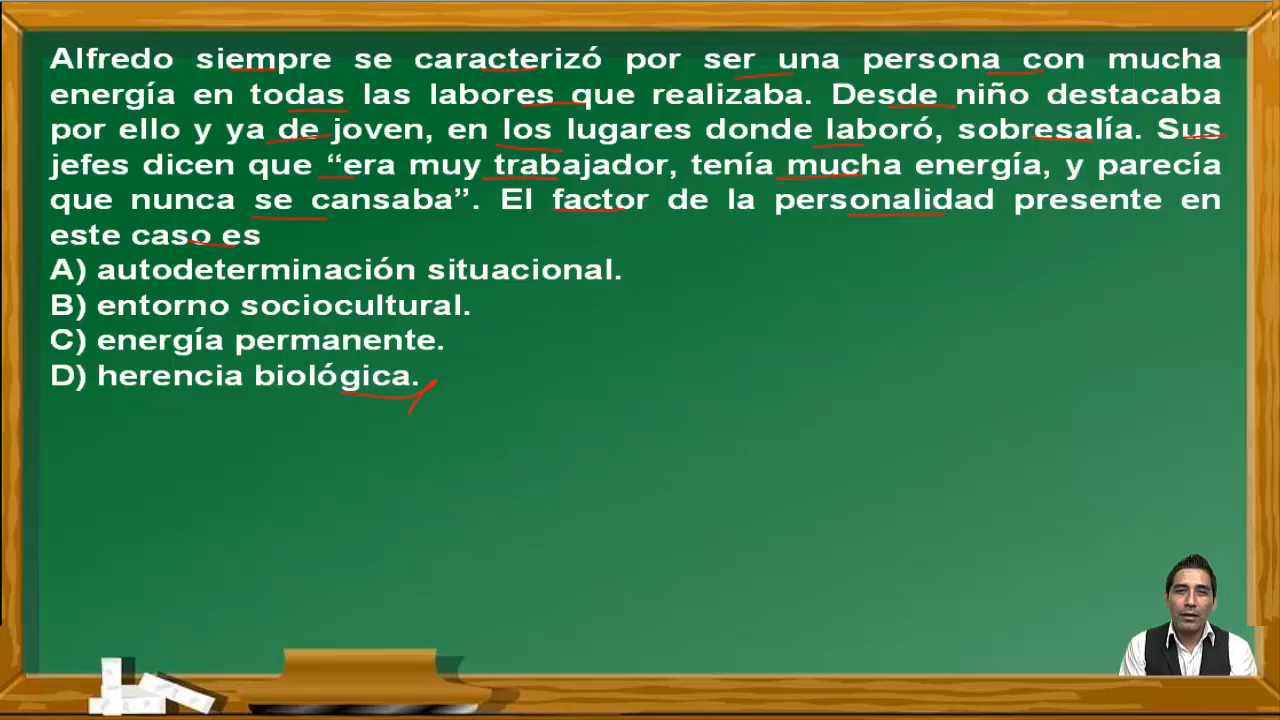 Alfredo siempre se caracterizó por ser una persona con mucha
energía en todas las labores que realizaba. Desde niño destacaba
por ello y ya de joven, en los lugares donde laboró, sobresalía. Sus
jefes dicen que “era muy trabajador, tenía mucha energía, y parecía
que nunca se cansaba”. El factor de la personalidad presente en
este caso es
A) autodeterminación situacional.
B) entorno sociocultural.
C) energía permanente.
D) herencia biológica.